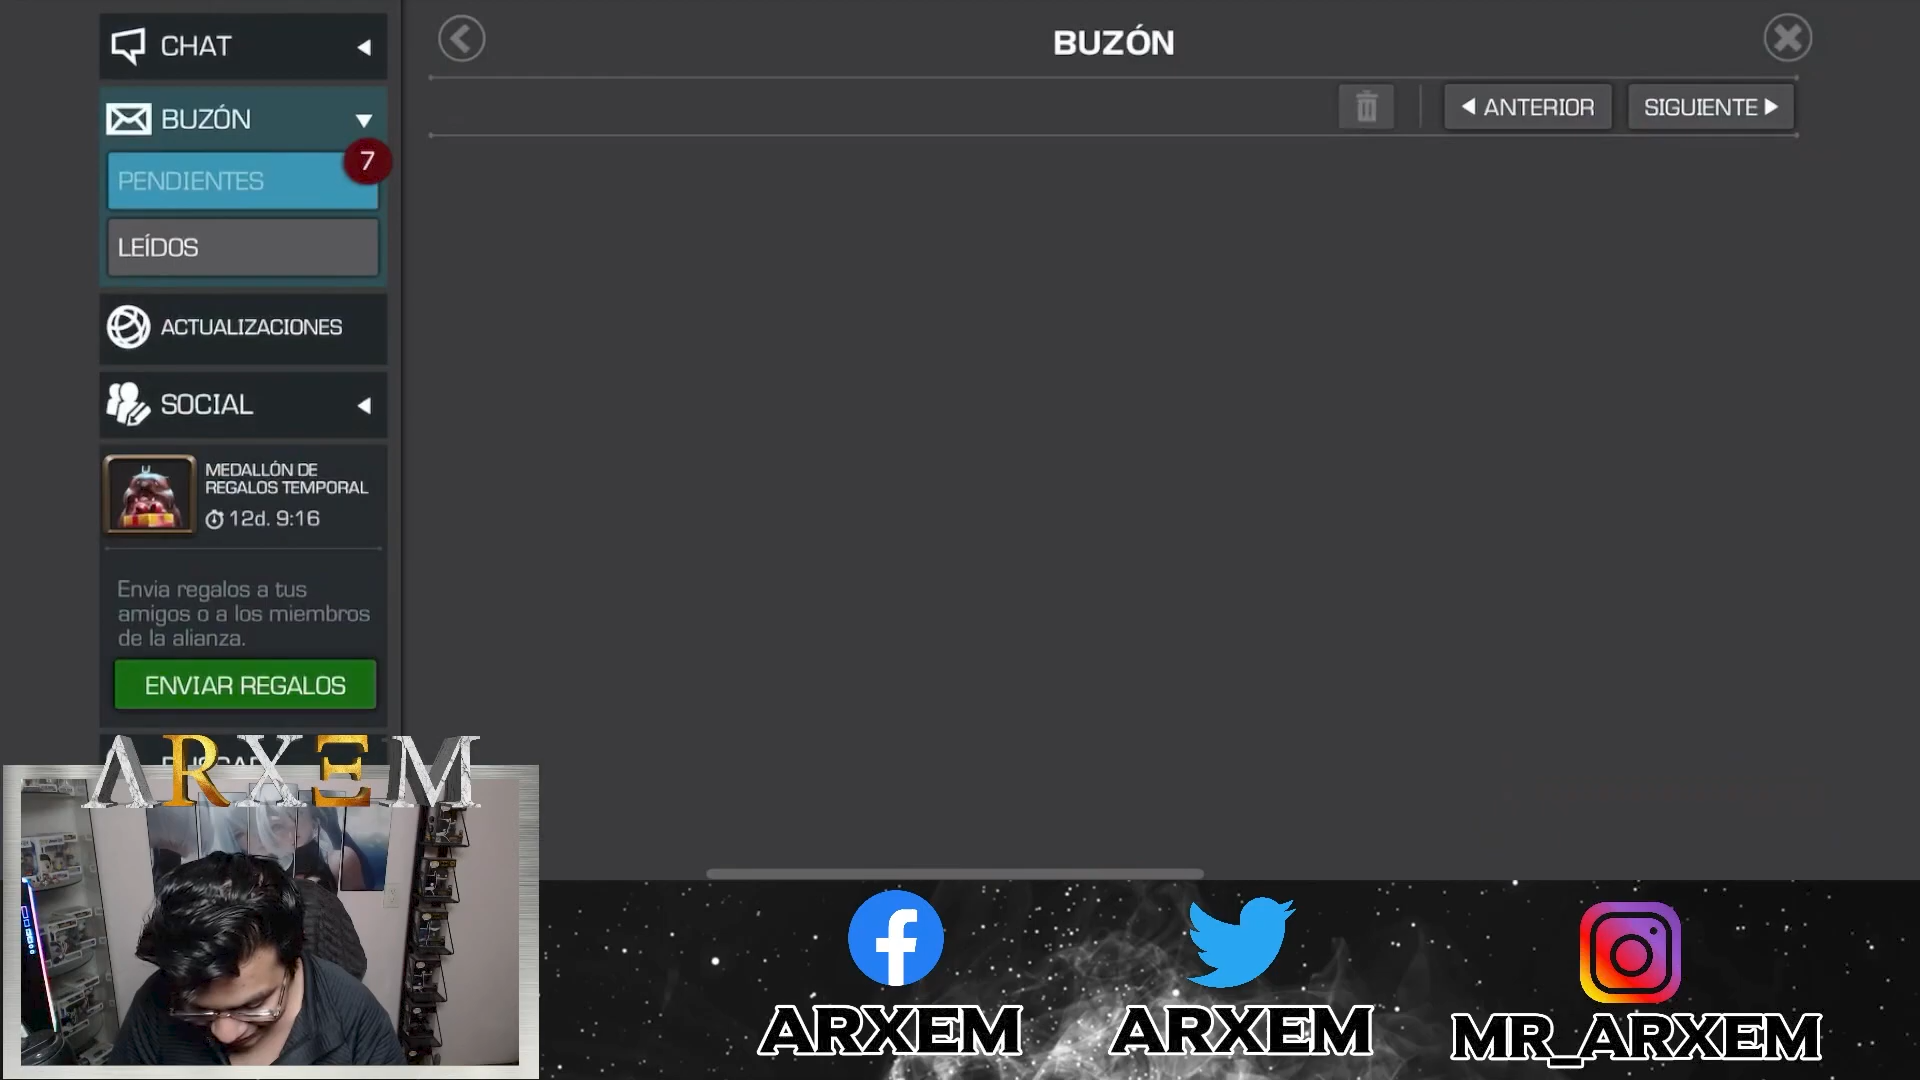 CHAT
BUZÓN
BUZÓN
ANTERIOR
SIGUIENTE
7
PENDIENTES
LEÍDOS
ACTUALIZACIONES
SOCIAL
MEDALLÓN DE
REGALOS TEMPORAL
12d. 9:16
Envia regalos a tus
amigos o a los miembros
de la alianza.
ENVIAR REGALOS
ARXEM
ARXEM
ARXEM
MR_ARXEM